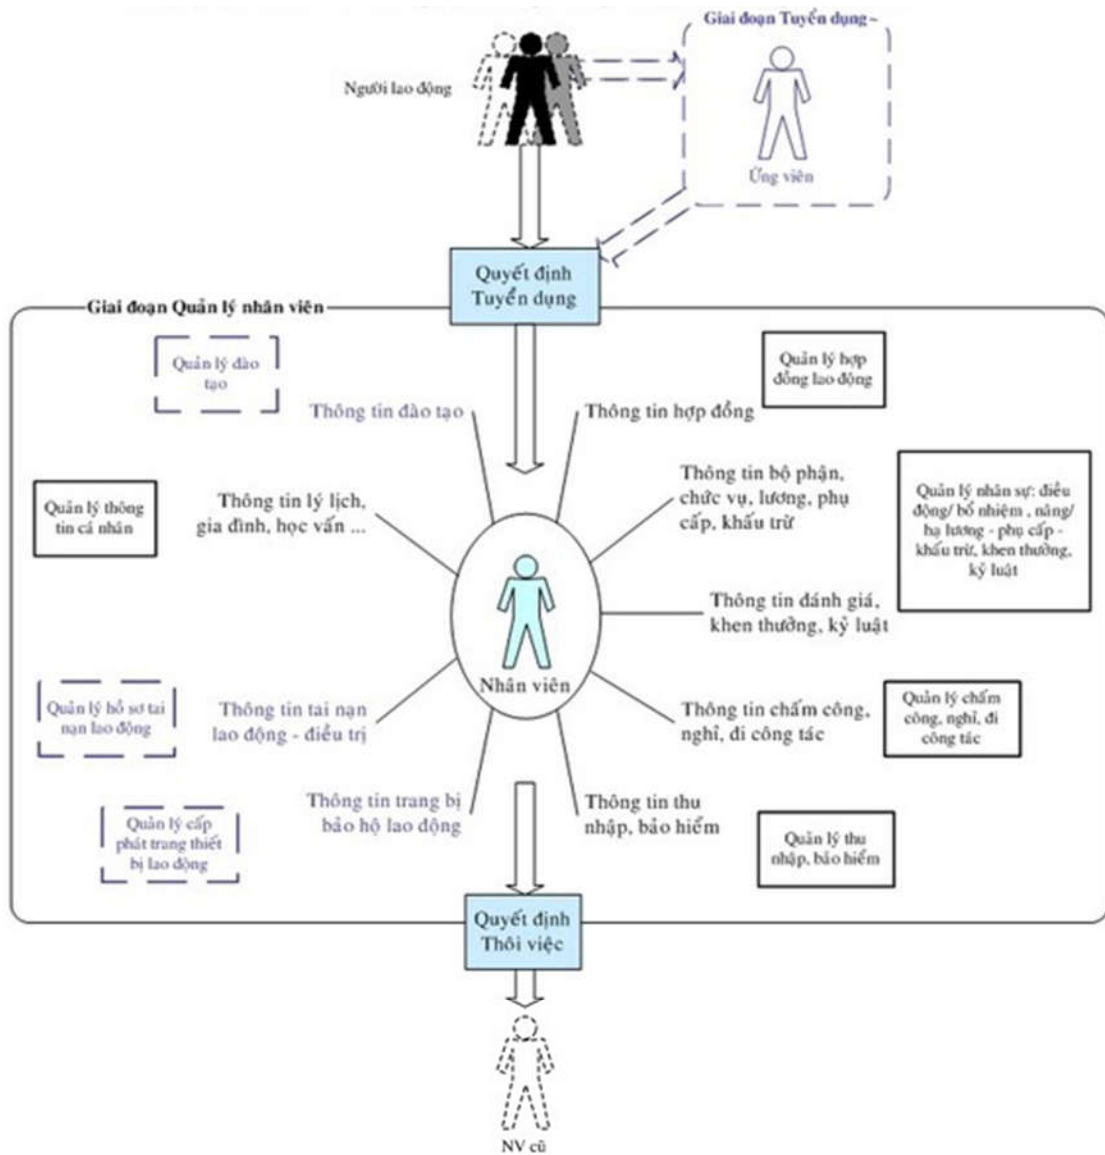 Giai đoạn Tuyển dụng
Người lao động
Ứng viên
Quyết định
Tuyển dụng
Giai đoạn Quản lý nhân viên
Quản lý đào
tạo
Quản lý hợp
đồng lao động
Thông tin đào tạo
Thông tin hợp đồng
Quản lý thông
tin cá nhân
Thông tin lý lịch,
gia đình, học vấn ...
Thông tin bộ phận,
chức vụ, lương, phụ
cấp, khấu trừ
Quản lý nhân sự: điều
động/ bổ nhiệm , nâng/
hạ lương - phụ cấp -
khấu trừ, khen thưởng,
kỷ luật
Thông tin đánh giá,
khen thưởng, kỷ luật
Nhân viên
Quản lý hồ sơ tai
nạn lao động
Thông tin tai nạn
lao động - điều trị
Thông tin chấm công,
nghỉ, đi công tác
Quản lý chấm
công, nghỉ, đi
công tác
Quản lý cấp
phát trang thiết
bị lao động
Thông tin trang bị
bảo hộ lao động
Thông tin thu
nhập, bảo hiểm
Quản lý thu
nhập, bảo hiểm
Quyết định
Thôi việc
NV cũ